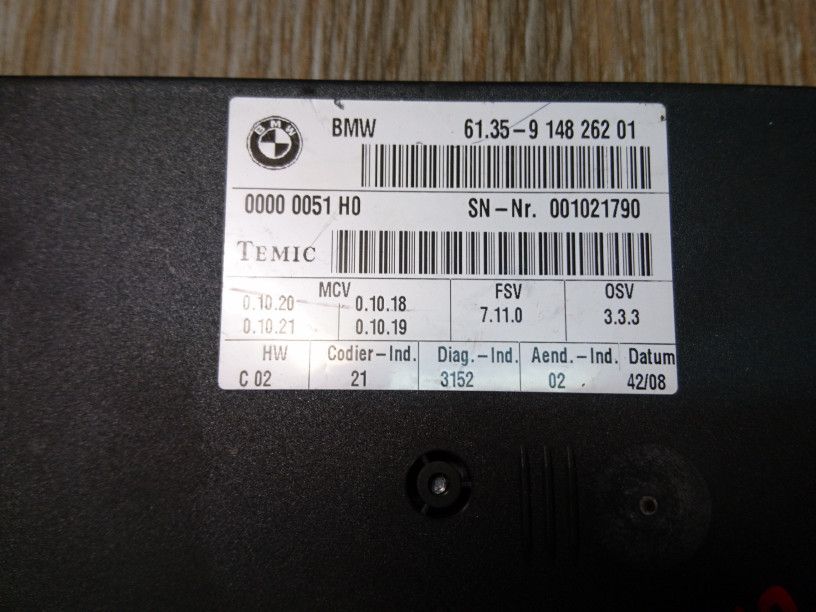 BMW
BMW 61.35-9 148 262 01
0000 0051 H0 SN-Nr. 001021790
TEMIC
MCV FSV OSV
0.10.20 0.10.18 7.11.0 3.3.3
0.10.21 0.10.19
HW Codier-Ind. Diag.-Ind. Aend.-Ind. Datum
C 02 21 3152 02 42/08